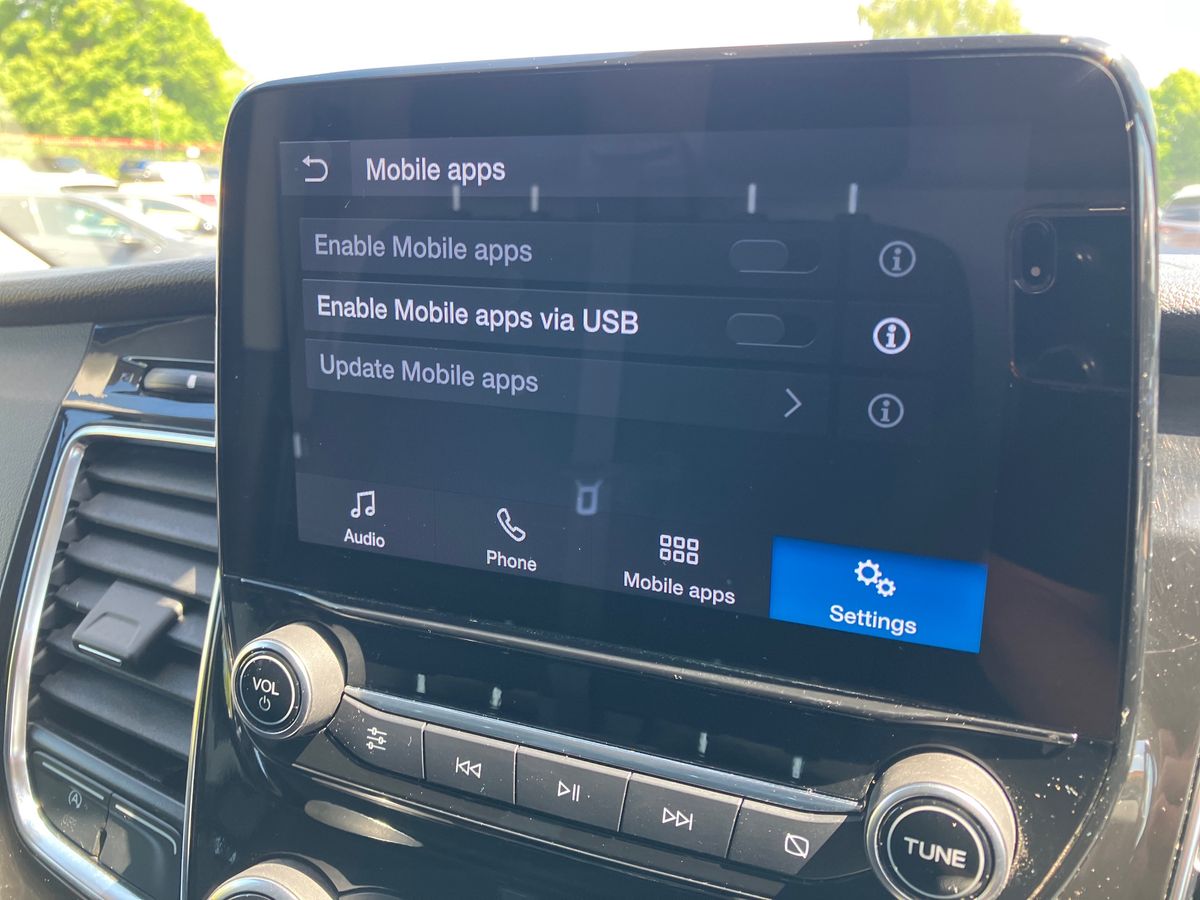 Mobile apps
Enable Mobile apps
Enable Mobile apps via USB
Update Mobile apps
Audio
Phone
Mobile apps
Settings
VOL
TUNE
A